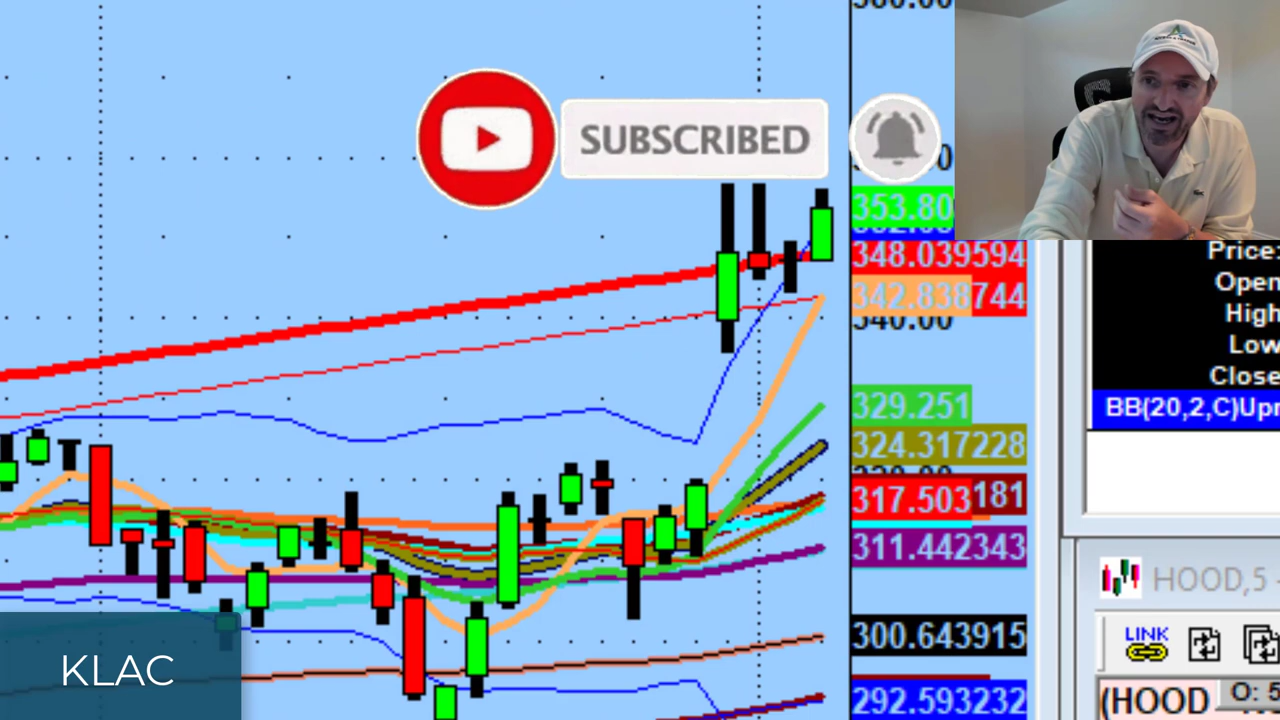 SUBSCRIBED
353.80
348.039594
342.838744
340.00
329.251
324.317228
317.503181
311.442343
300.643915
292.593232
Price:
Open
High
Low
Close
BB(20,2,C)Upr
HOOD,5
LINK
(HOOD
O: 5
KLAC